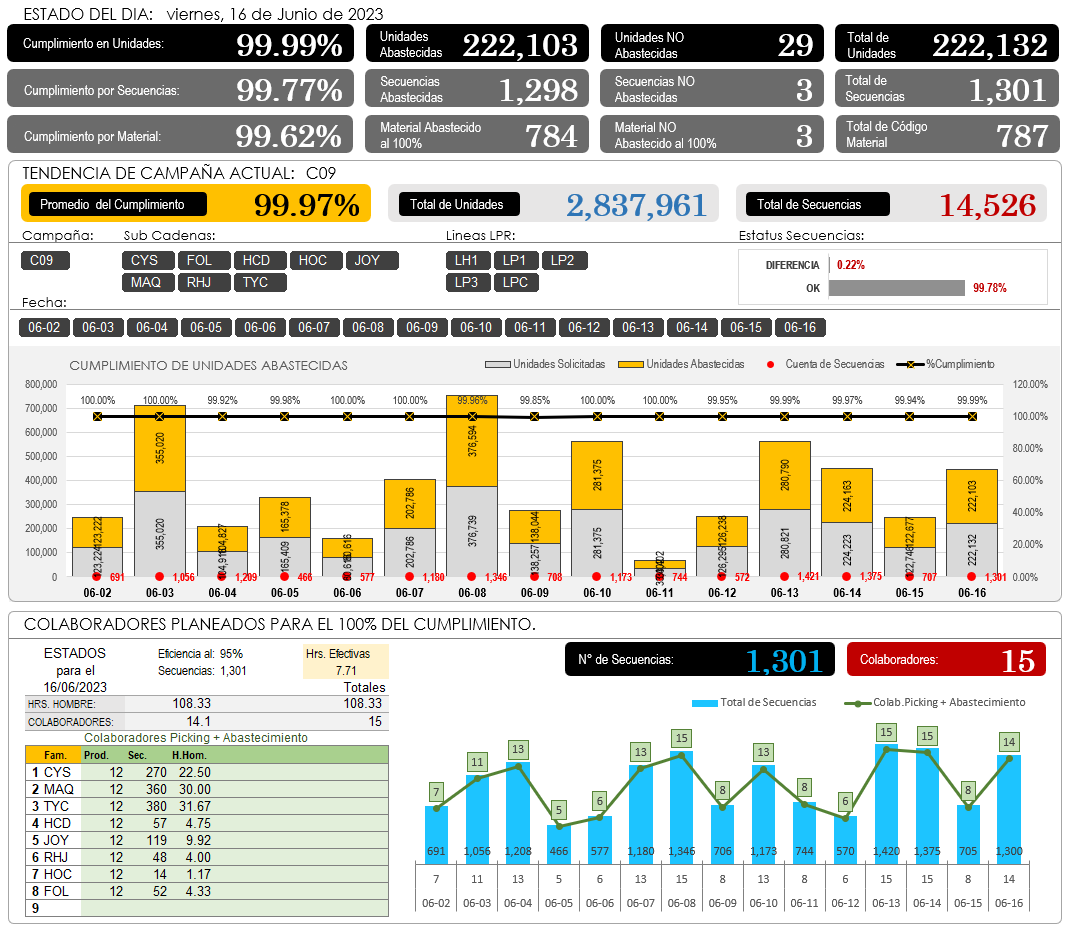 ESTADO DEL DIA: viernes, 16 de Junio de 2023
Cumplimiento en Unidades: 99.99%
Unidades Abastecidas 222,103
Unidades NO Abastecidas 29
Total de Unidades 222,132
Cumplimiento por Secuencias: 99.77%
Secuencias Abastecidas 1,298
Secuencias NO Abastecidas 3
Total de Secuencias 1,301
Cumplimiento por Material: 99.62%
Material Abastecido al 100% 784
Material NO Abastecido al 100% 3
Total de Código Material 787
TENDENCIA DE CAMPAÑA ACTUAL: C09
Promedio del Cumplimiento 99.97%
Total de Unidades 2,837,961
Total de Secuencias 14,526
Campaña: Sub Cadenas: Lineas LPR: Estatus Secuencias:
C09 CYS FOL HCD HOC JOY LH1 LP1 LP2
MAQ RHJ TYC LP3 LPC
DIFERENCIA 0.22%
OK 99.78%
Fecha:
06-02 06-03 06-04 06-05 06-06 06-07 06-08 06-09 06-10 06-11 06-12 06-13 06-14 06-15 06-16
CUMPLIMIENTO DE UNIDADES ABASTECIDAS
Unidades Solicitadas Unidades Abastecidas Cuenta de Secuencias %Cumplimiento
800,000
700,000
600,000
500,000
400,000
300,000
200,000
100,000
0
120.00%
100.00%
80.00%
60.00%
40.00%
20.00%
0.00%
100.00% 100.00% 99.92% 99.98% 100.00% 100.00% 99.96% 99.85% 100.00% 100.00% 99.95% 99.99% 99.97% 99.94% 99.99%
123,222 355,020 104,827 165,378 202,786 376,594 138,044 281,375 126,238 280,790 224,163 122,677 222,103
123,224 355,020 165,409 202,786 376,739 138,257 281,375 126,295 280,821 224,223 122,748 222,132
691 1,056 1,209 466 577 1,180 1,346 708 1,173 744 572 1,421 1,375 707 1,301
06-02 06-03 06-04 06-05 06-06 06-07 06-08 06-09 06-10 06-11 06-12 06-13 06-14 06-15 06-16
COLABORADORES PLANEADOS PARA EL 100% DEL CUMPLIMIENTO.
ESTADOS para el 16/06/2023
Eficiencia al: 95%
Secuencias: 1,301
Hrs. Efectivas
7.71
Totales
HRS. HOMBRE: 108.33 108.33
COLABORADORES: 14.1 15
Colaboradores Picking + Abastecimiento
Fam. Prod. Sec. H.Hom.
1 CYS 12 270 22.50
2 MAQ 12 360 30.00
3 TYC 12 380 31.67
4 HCD 12 57 4.75
5 JOY 12 119 9.92
6 RHJ 12 48 4.00
7 HOC 12 14 1.17
8 FOL 12 52 4.33
9
N° de Secuencias: 1,301
Colaboradores: 15
Total de Secuencias Colab.Picking + Abastecimiento
7 11 13 5 6 13 15 8 13 8 6 15 15 8 14
691 1,056 1,208 466 577 1,180 1,346 706 1,173 744 570 1,420 1,375 705 1,300
7 11 13 5 6 13 15 8 13 8 6 15 15 8 14
06-02 06-03 06-04 06-05 06-06 06-07 06-08 06-09 06-10 06-11 06-12 06-13 06-14 06-15 06-16